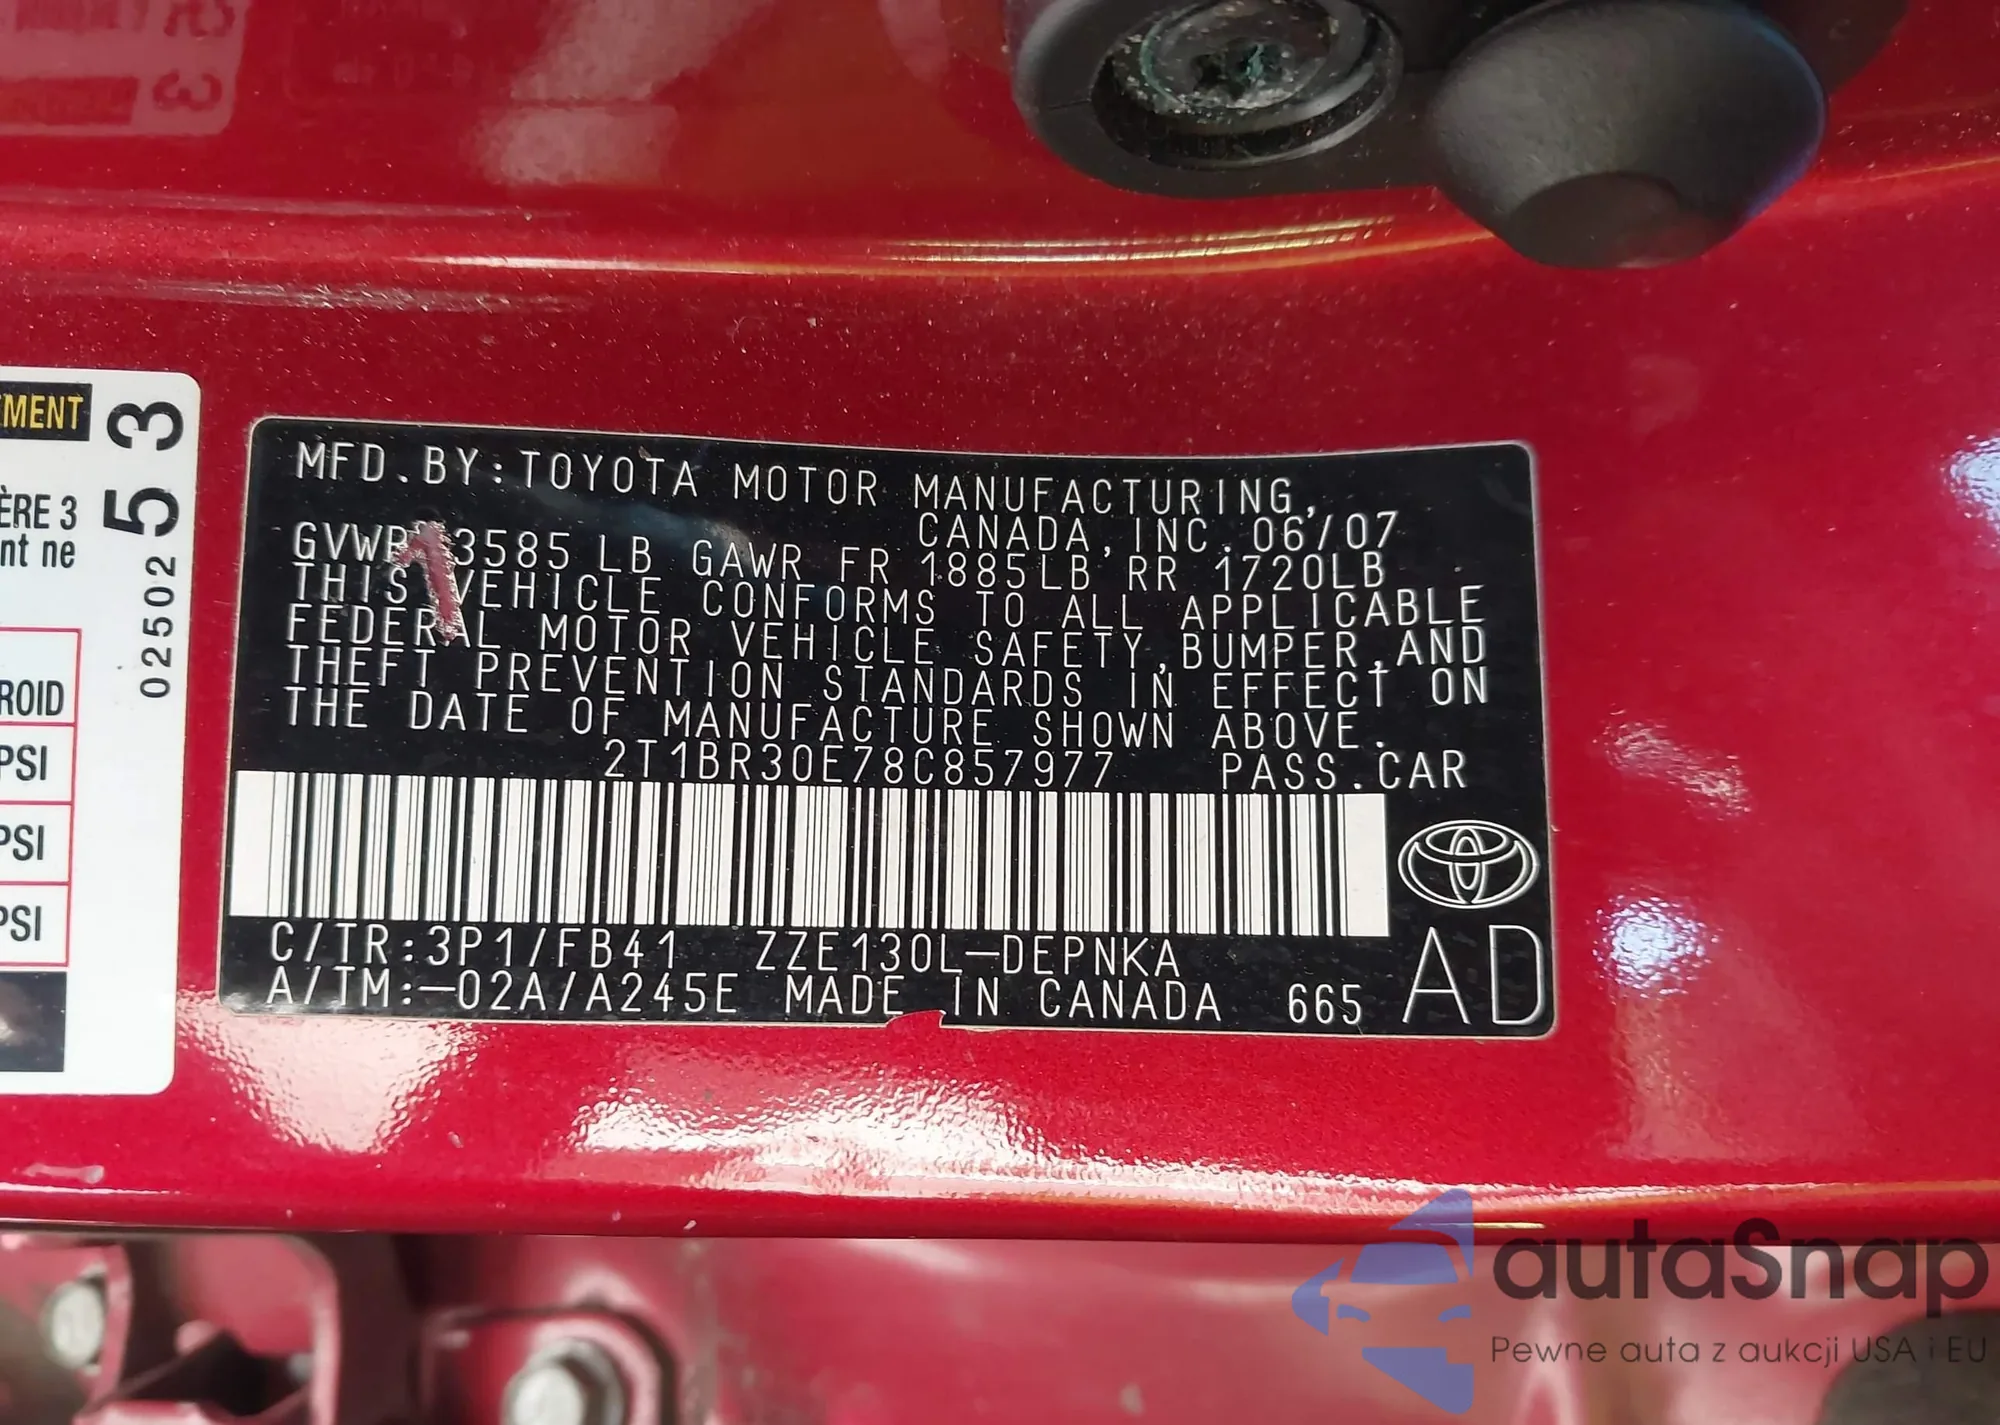 EMENT
ÈRE 3
nt ne
ROID
PSI
PSI
PSI
02502 5 3
MFD.BY:TOYOTA MOTOR MANUFACTURING,
CANADA,INC. 06/07
GVWR 3585 LB GAWR FR 1885LB RR 1720LB
THIS VEHICLE CONFORMS TO ALL APPLICABLE
FEDERAL MOTOR VEHICLE SAFETY,BUMPER,AND
THEFT PREVENTION STANDARDS IN EFFECT ON
THE DATE OF MANUFACTURE SHOWN ABOVE.
2T1BR30E78C857977 PASS.CAR
C/TR:3P1/FB41 ZZE130L-DEPNKA
A/TM:-02A/A245E MADE IN CANADA 665 AD
autaSnap
Pewne auta z aukcji USA i EU